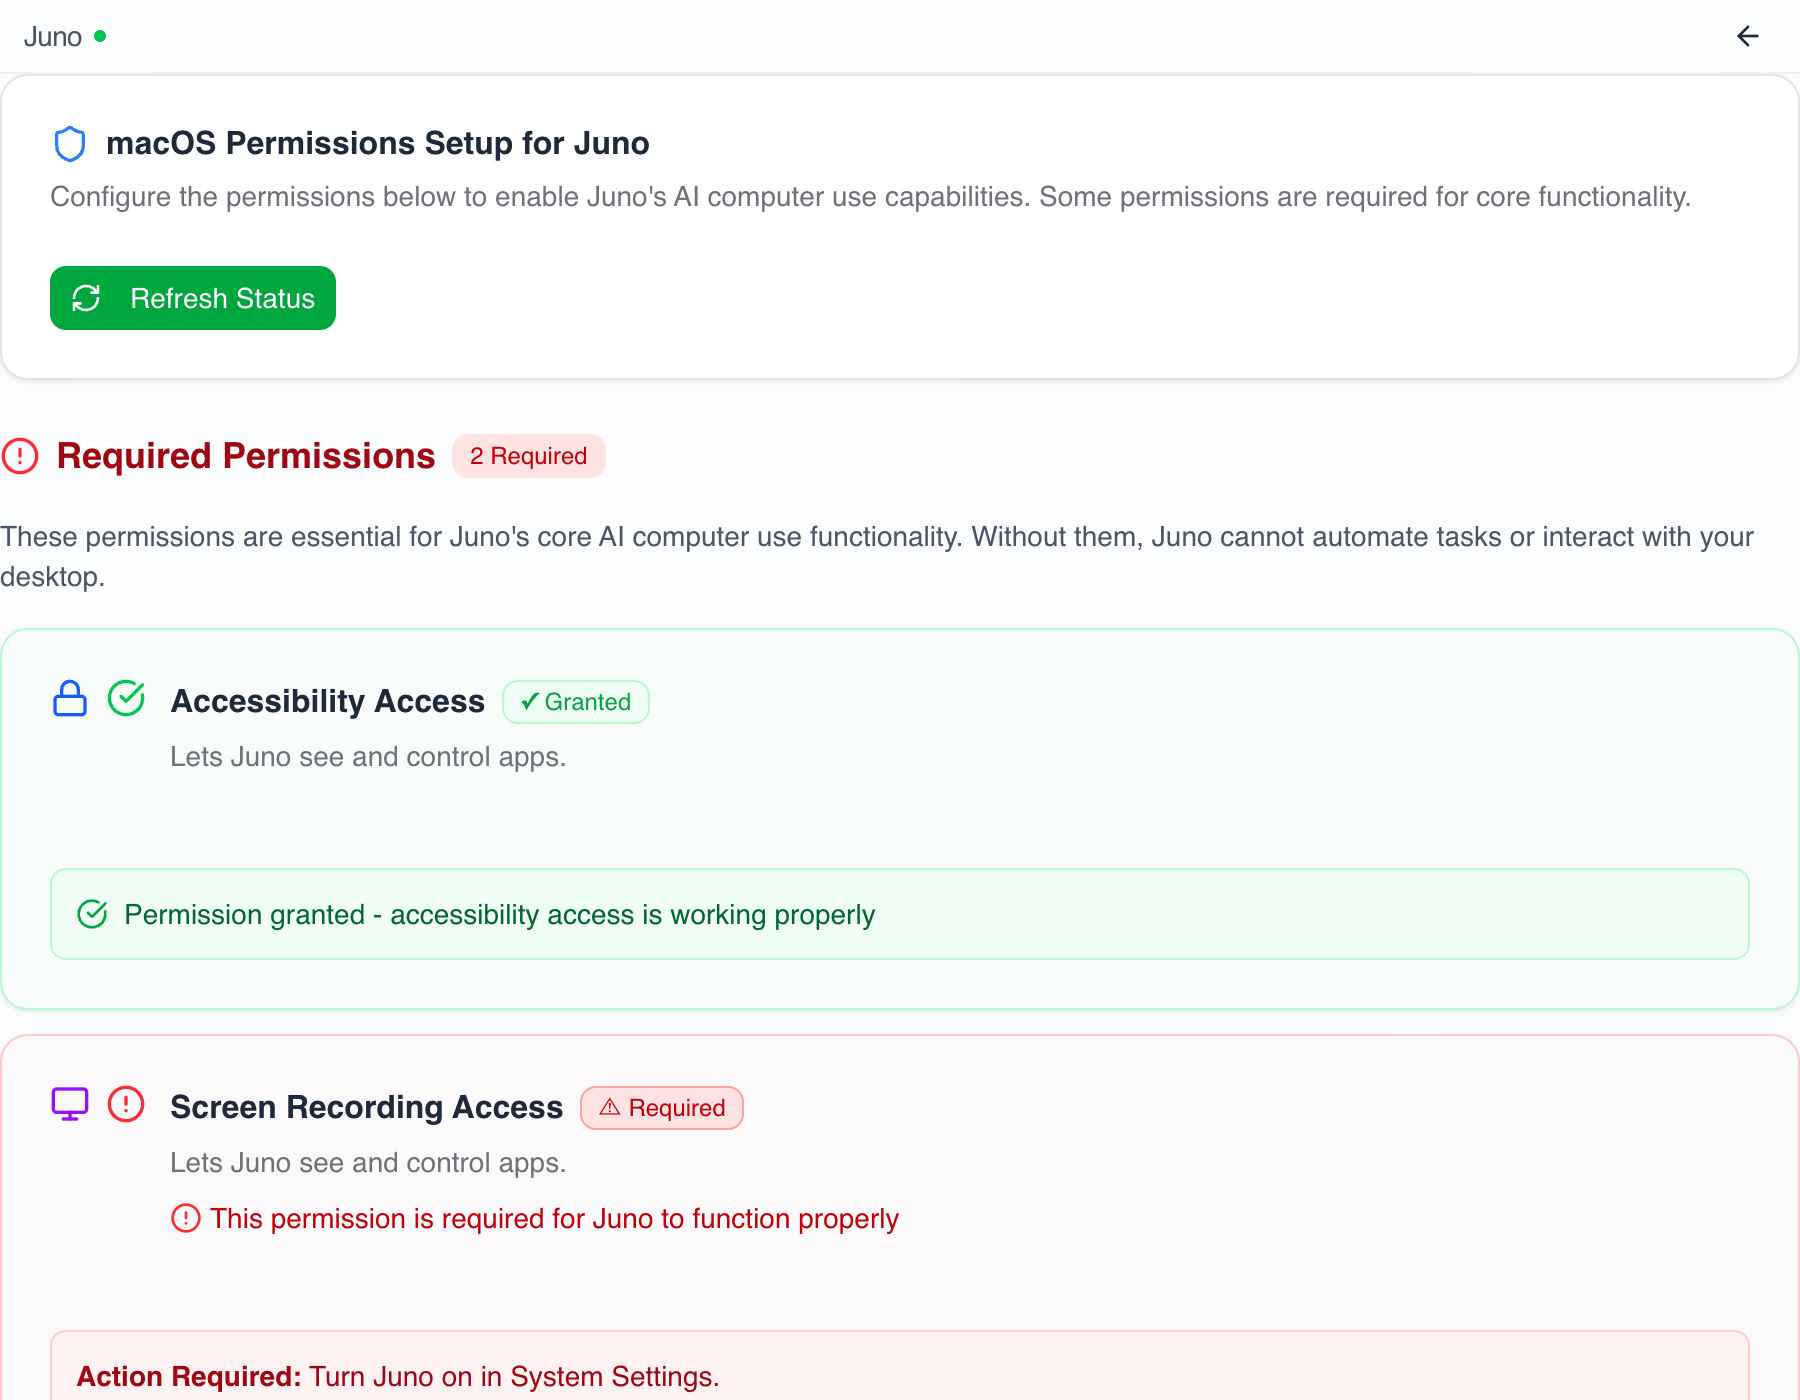 Juno
macOS Permissions Setup for Juno
Configure the permissions below to enable Juno's AI computer use capabilities. Some permissions are required for core functionality.
Refresh Status
Required Permissions 2 Required
These permissions are essential for Juno's core AI computer use functionality. Without them, Juno cannot automate tasks or interact with your
desktop.
Accessibility Access ✓ Granted
Lets Juno see and control apps.
Permission granted - accessibility access is working properly
Screen Recording Access ⚠ Required
Lets Juno see and control apps.
This permission is required for Juno to function properly
Action Required: Turn Juno on in System Settings.